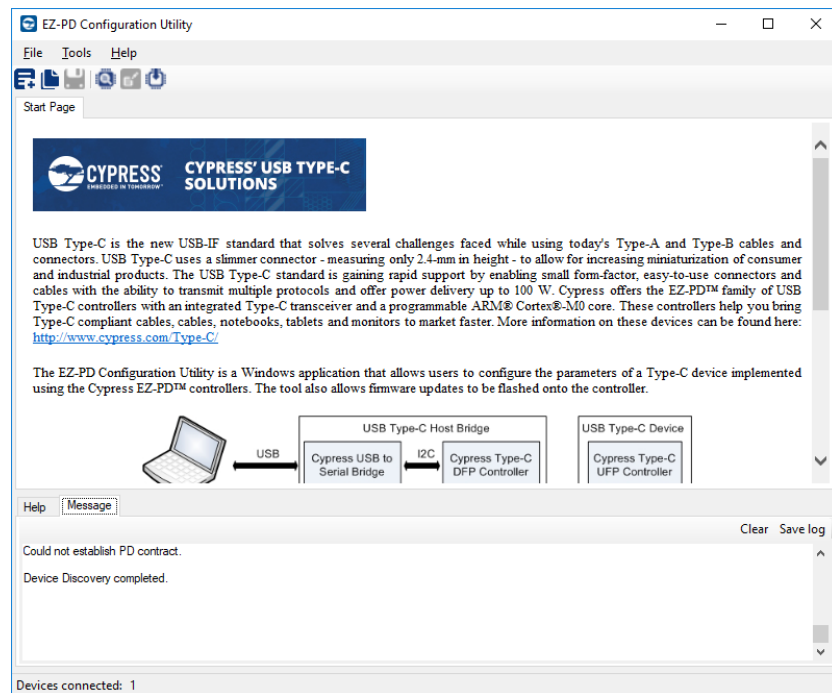 EZ-PD Configuration Utility
File Tools Help
Start Page
CYPRESS
EMBEDDED IN TOMORROW
CYPRESS' USB TYPE-C
SOLUTIONS
USB Type-C is the new USB-IF standard that solves several challenges faced while using today's Type-A and Type-B cables and
connectors. USB Type-C uses a slimmer connector - measuring only 2.4-mm in height - to allow for increasing miniaturization of consumer
and industrial products. The USB Type-C standard is gaining rapid support by enabling small form-factor, easy-to-use connectors and
cables with the ability to transmit multiple protocols and offer power delivery up to 100 W. Cypress offers the EZ-PD™ family of USB
Type-C controllers with an integrated Type-C transceiver and a programmable ARM® Cortex®-M0 core. These controllers help you bring
Type-C compliant cables, cables, notebooks, tablets and monitors to market faster. More information on these devices can be found here:
http://www.cypress.com/Type-C/
The EZ-PD Configuration Utility is a Windows application that allows users to configure the parameters of a Type-C device implemented
using the Cypress EZ-PD™ controllers. The tool also allows firmware updates to be flashed onto the controller.
USB Type-C Host Bridge
USB Type-C Device
USB
Cypress USB to
Serial Bridge
I2C
Cypress Type-C
DFP Controller
Cypress Type-C
UFP Controller
Help Message
Clear Save log
Could not establish PD contract.
Device Discovery completed.
Devices connected: 1